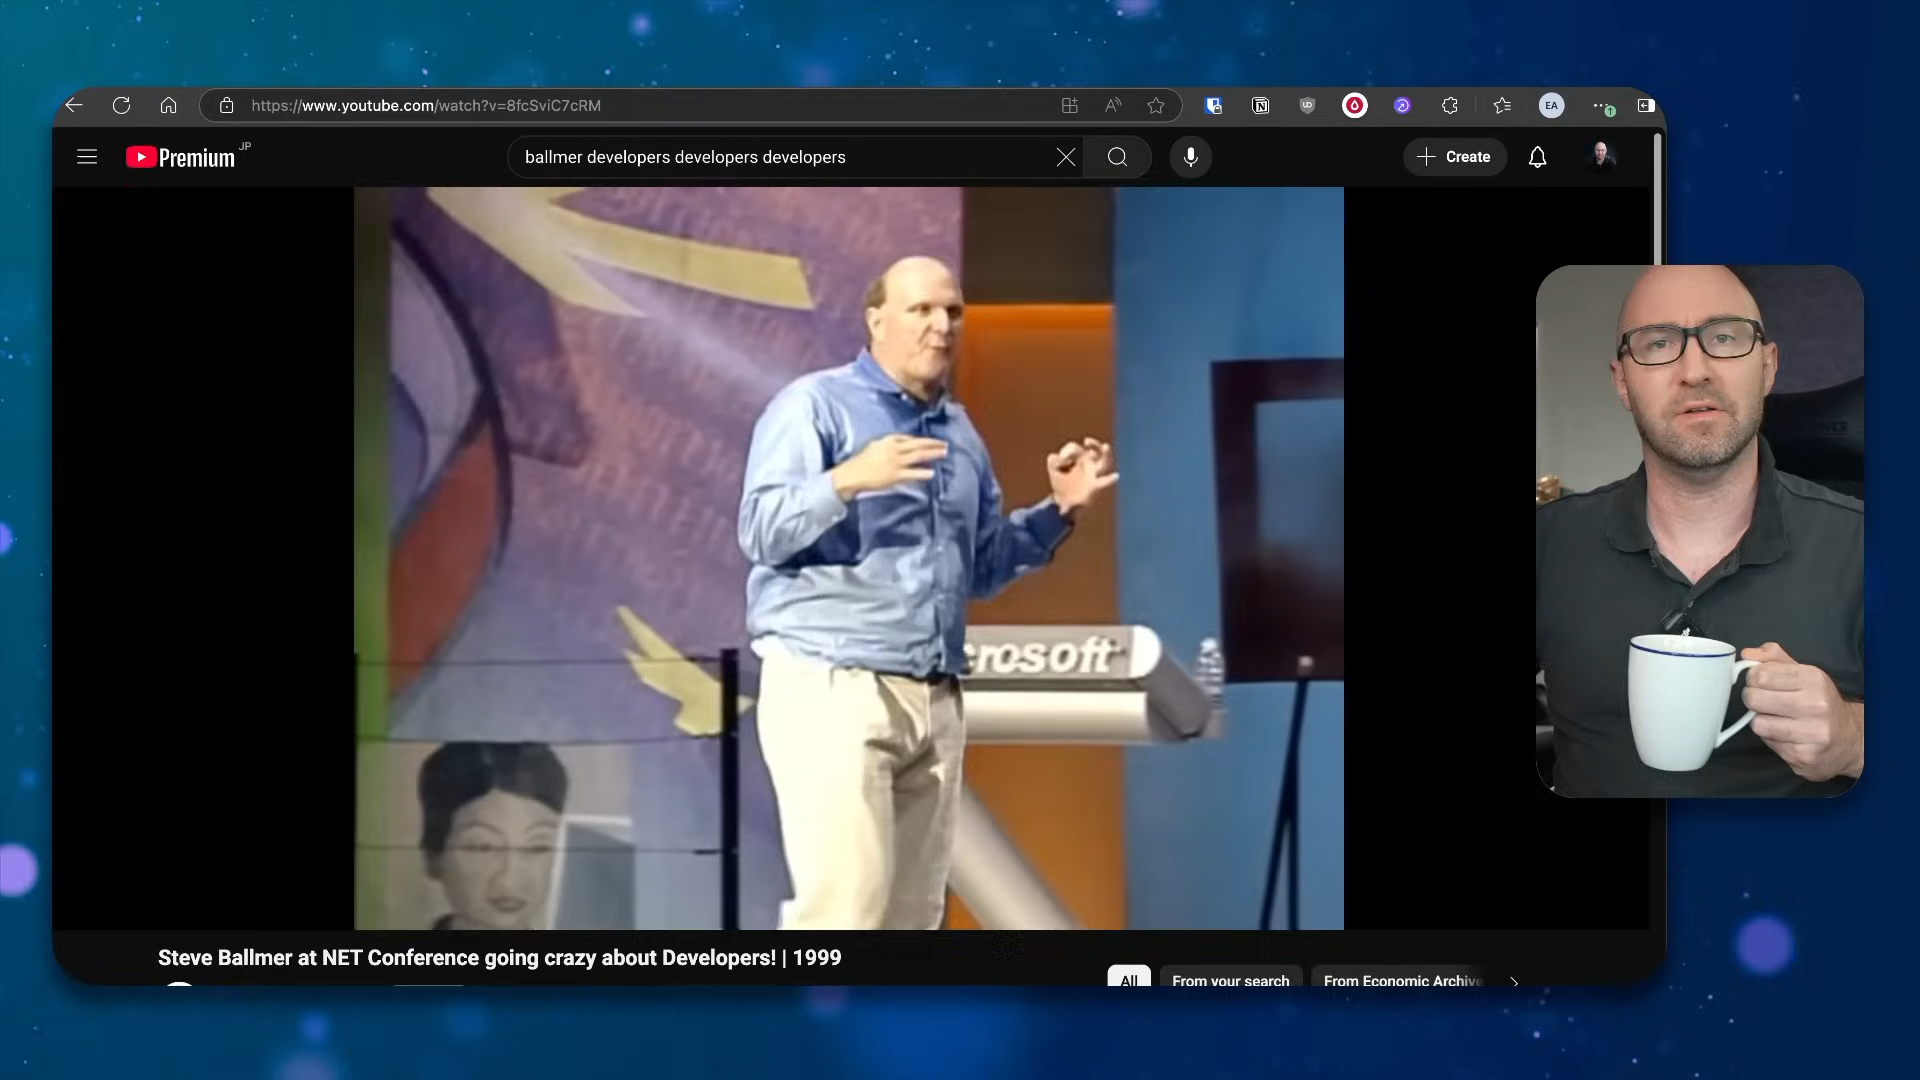 https://www.youtube.com/watch?v=8fcSviC7cRM
EA
Premium JP
ballmer developers developers developers
Create
crosoft
Steve Ballmer at NET Conference going crazy about Developers! | 1999
All
From your search
From Economic Archive